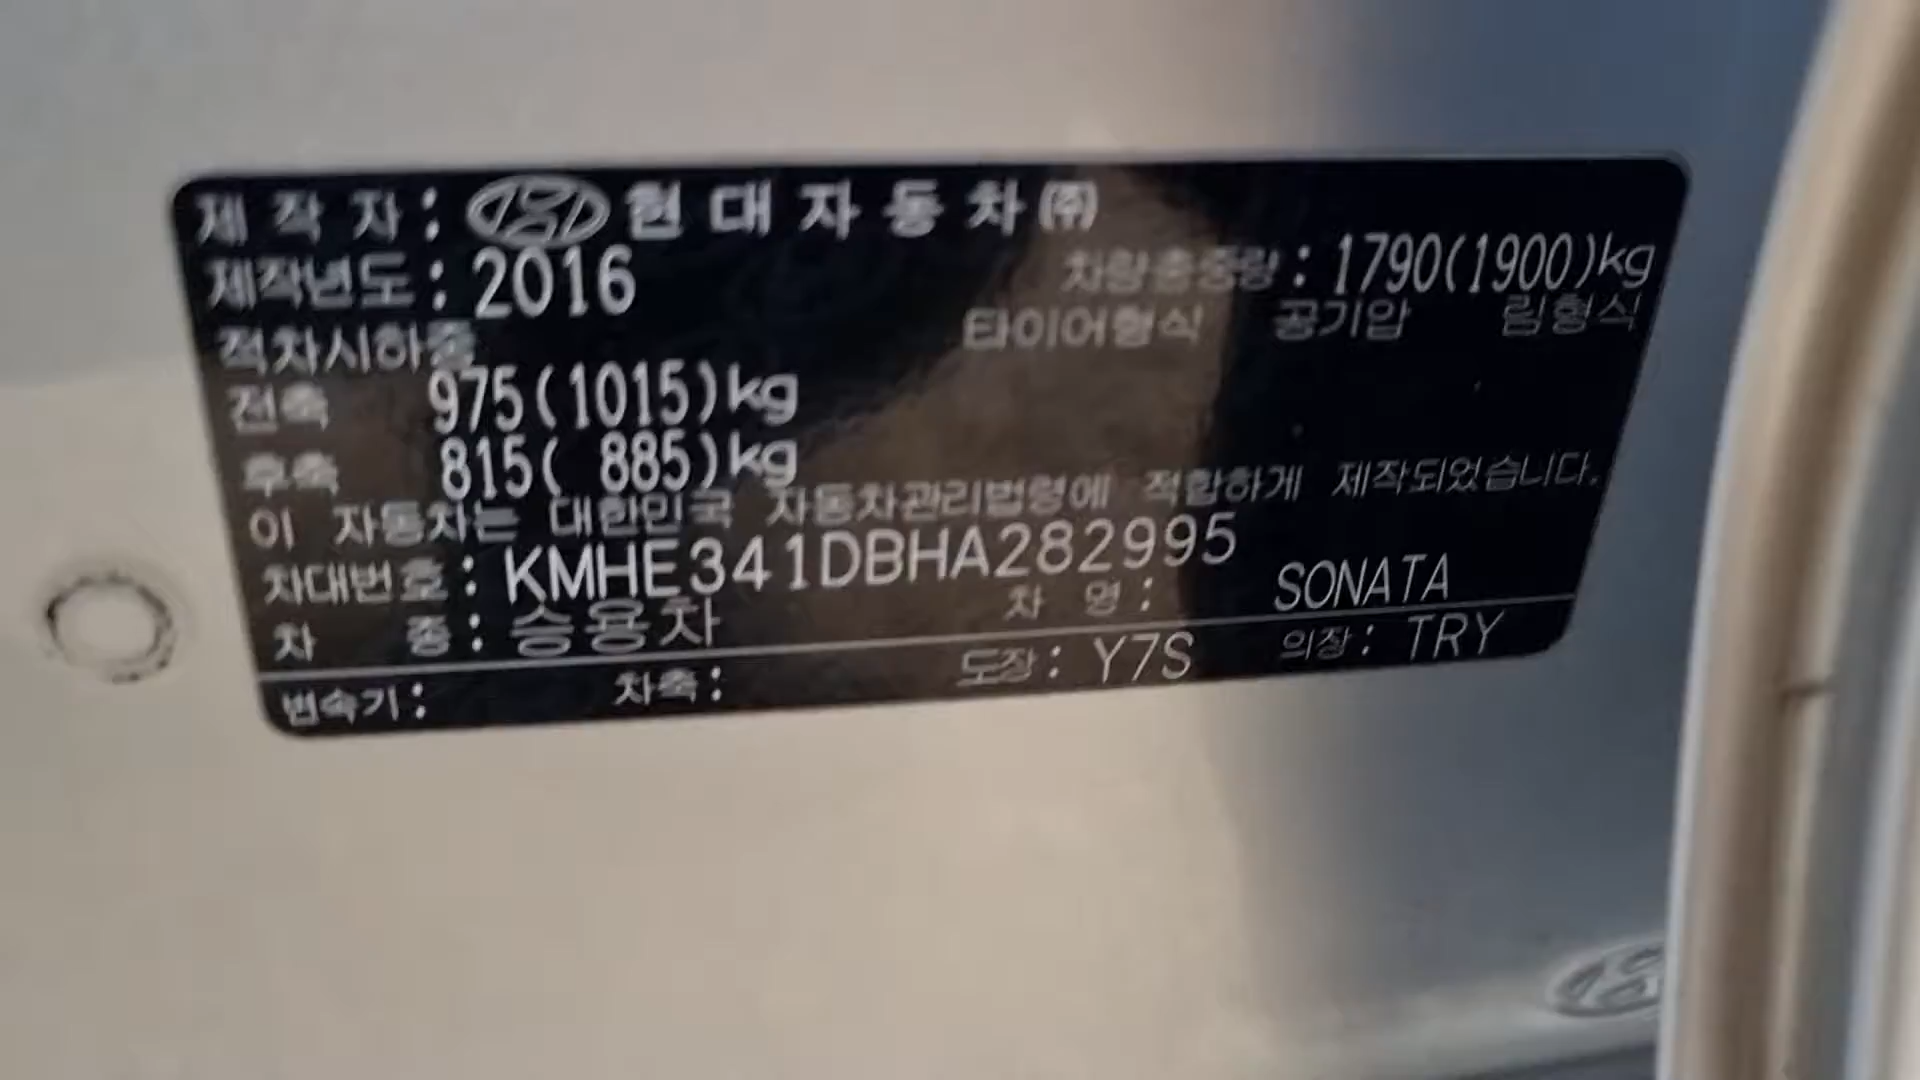 제 작 자 : 현 대 자 동 차 ㈜
제작년도 : 2016 차량총중량 : 1790(1900)kg
적차시하중 타이어형식 공기압 림형식
전축 975(1015)kg
후축 815( 885)kg
이 자동차는 대한민국 자동차관리법령에 적합하게 제작되었습니다.
차대번호 : KMHE341DBHA282995
차 종 : 승용차 차 명 : SONATA
변속기 : 차축 : 도장 : Y7S 의장 : TRY